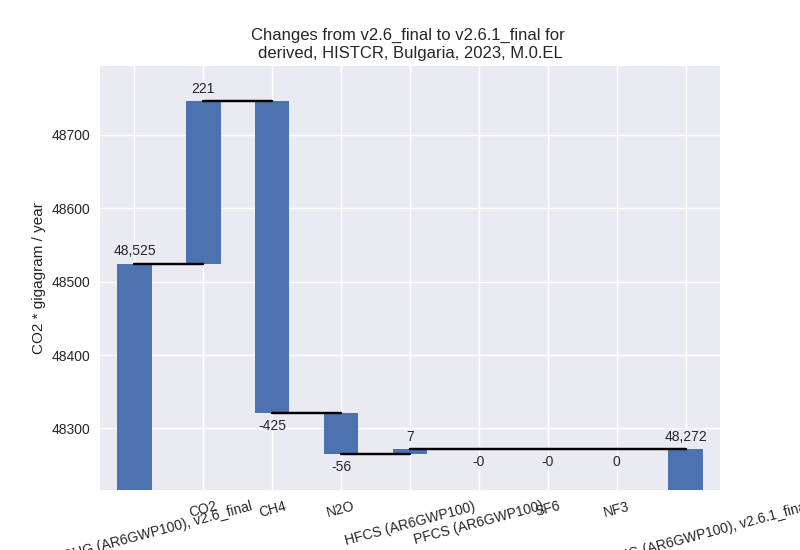 Changes from v2.6_final to v2.6.1_final for
derived, HISTCR, Bulgaria, 2023, M.0.EL
CO2 * gigagram / year
48700
48600
48500
48400
48300
48,525
221
-425
-56
7
-0
-0
0
48,272
(AR6GWP100), v2.6_final
CO2
CH4
N2O
HFCS (AR6GWP100)
PFCS (AR6GWP100)
SF6
NF3
(AR6GWP100), v2.6.1_final